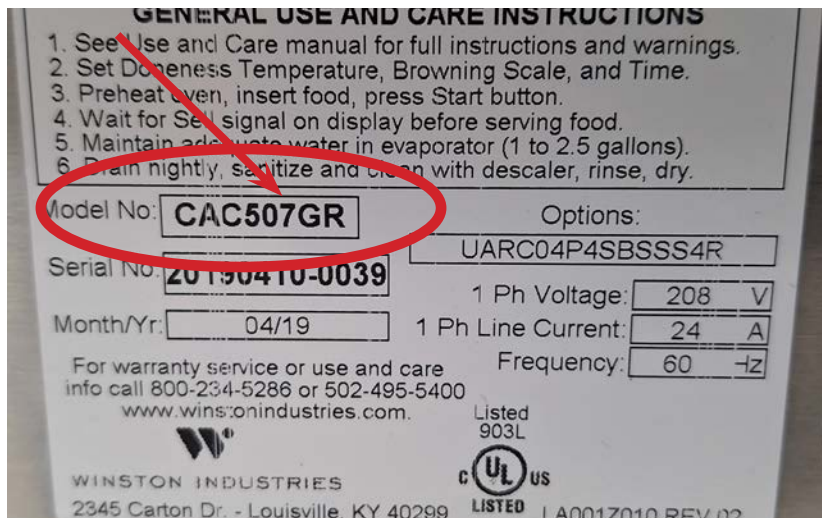 GENERAL USE AND CARE INSTRUCTIONS
1. See Use and Care manual for full instructions and warnings.
2. Set Doneness Temperature, Browning Scale, and Time.
3. Preheat oven, insert food, press Start button.
4. Wait for Sell signal on display before serving food.
5. Maintain adequate water in evaporator (1 to 2.5 gallons).
6. Drain nightly, sanitize and clean with descaler, rinse, dry.
Model No: CAC507GR
Options:
UARC04P4SBSSS4R
Serial No: 20190410-0039
1 Ph Voltage: 208 V
Month/Yr: 04/19
1 Ph Line Current: 24 A
Frequency: 60 Hz
For warranty service or use and care
info call 800-234-5286 or 502-495-5400
www.winstonindustries.com.
Listed
903L
W
C UL US
LISTED
WINSTON INDUSTRIES
2345 Carton Dr. - Louisville, KY 40299
LA001Z010 REV 02